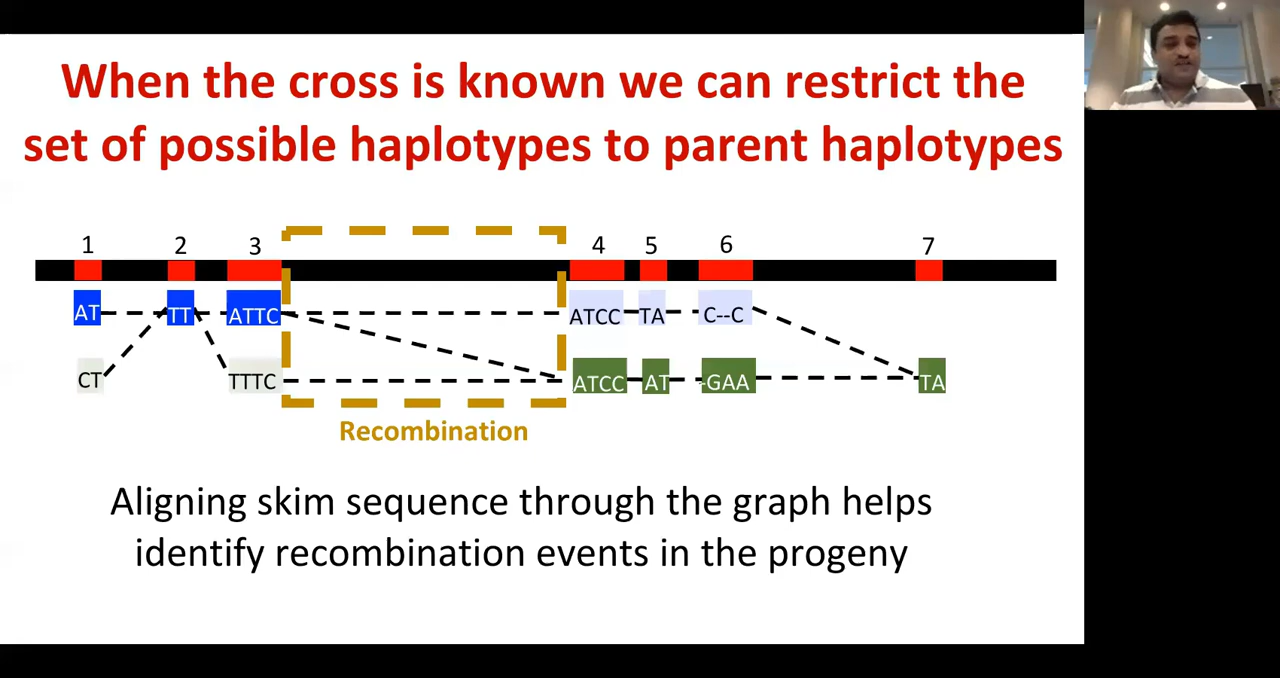 When the cross is known we can restrict the
set of possible haplotypes to parent haplotypes
1 2 3 4 5 6 7
AT TT ATTC ATCC TA C--C
CT TTTC ATCC AT -GAA TA
Recombination
Aligning skim sequence through the graph helps
identify recombination events in the progeny